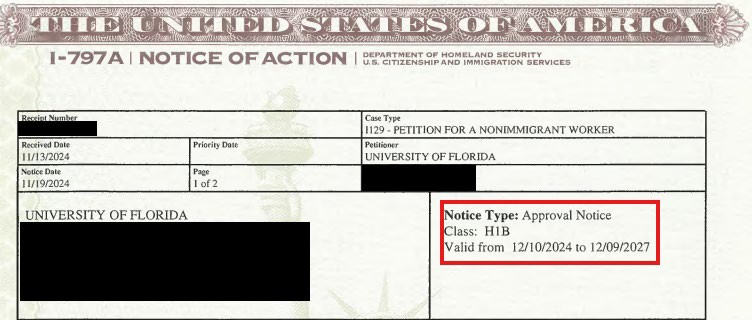 THE UNITED STATES OF AMERICA
I-797A | NOTICE OF ACTION | DEPARTMENT OF HOMELAND SECURITY
U.S. CITIZENSHIP AND IMMIGRATION SERVICES
Receipt Number
Case Type
I129 - PETITION FOR A NONIMMIGRANT WORKER
Received Date
11/13/2024
Priority Date
Petitioner
UNIVERSITY OF FLORIDA
Notice Date
11/19/2024
Page
1 of 2
UNIVERSITY OF FLORIDA
Notice Type: Approval Notice
Class: H1B
Valid from 12/10/2024 to 12/09/2027